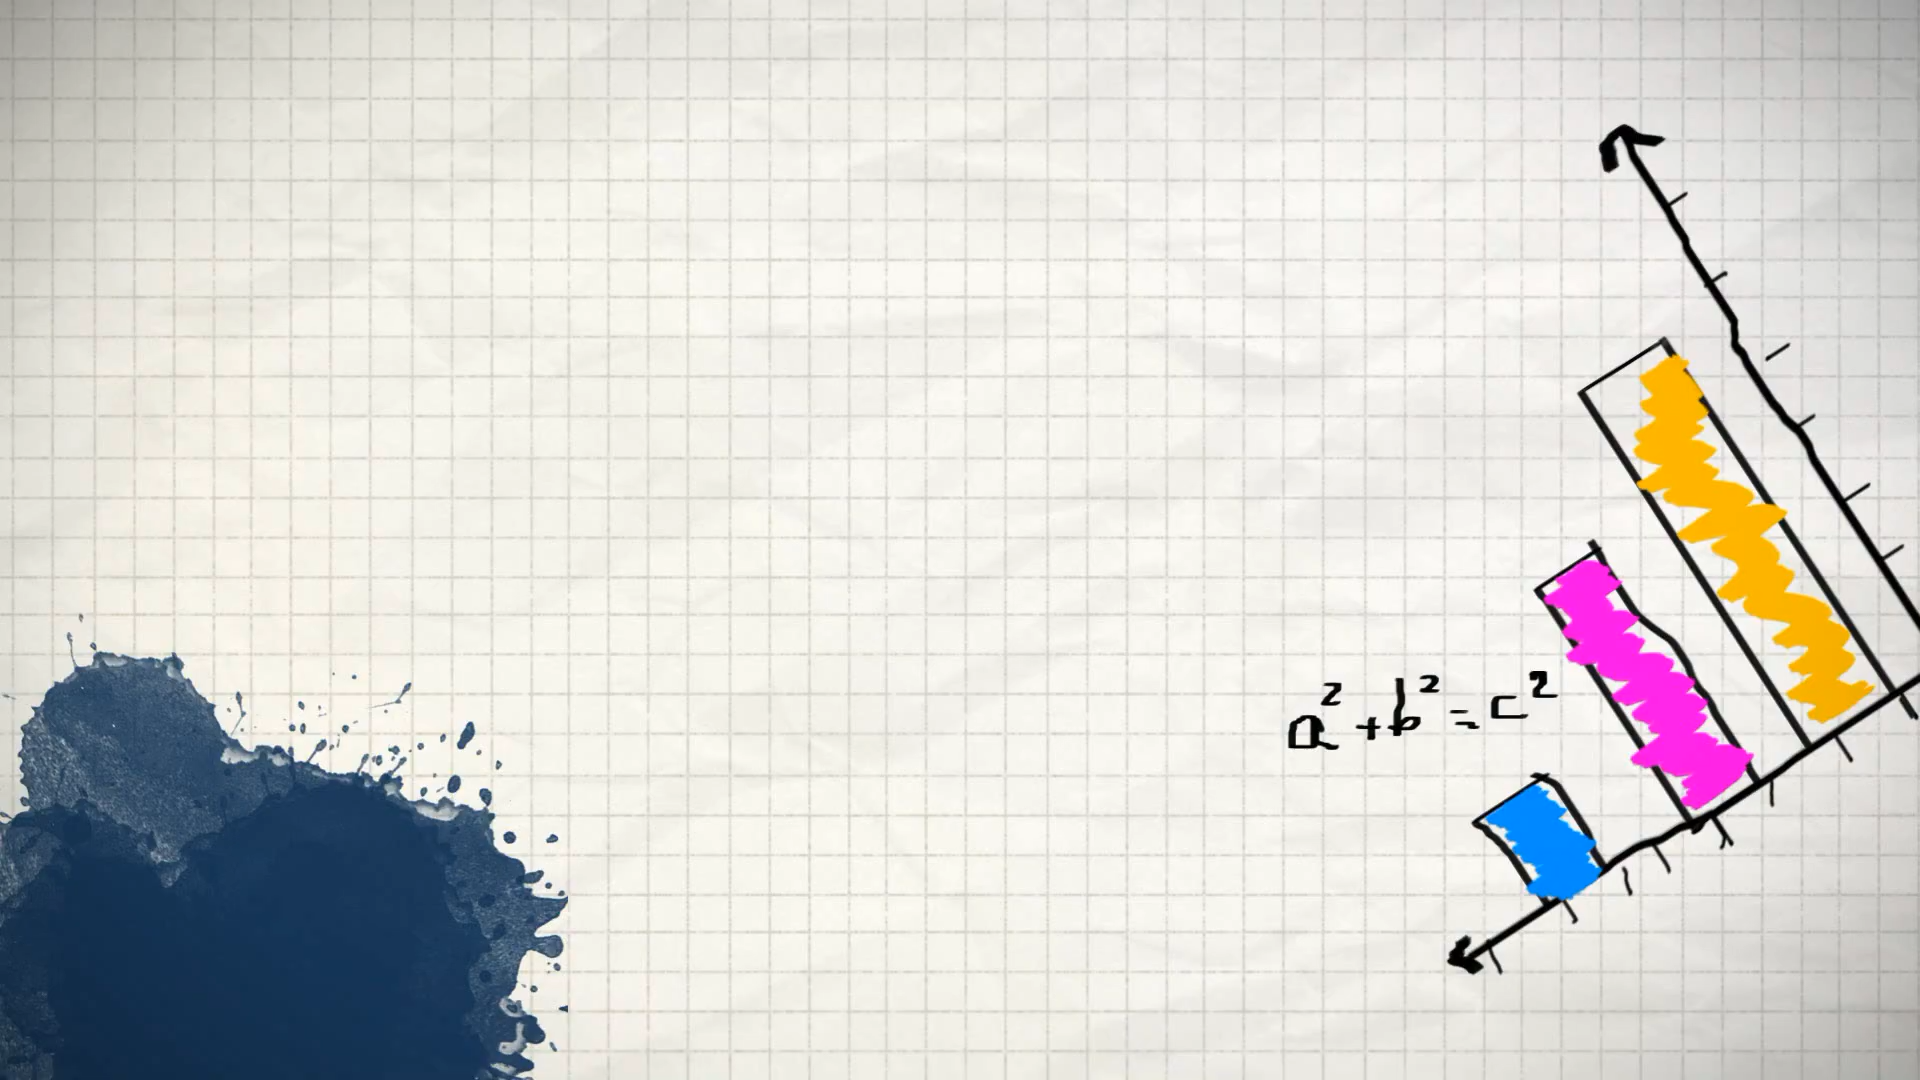 a² + b² = c²